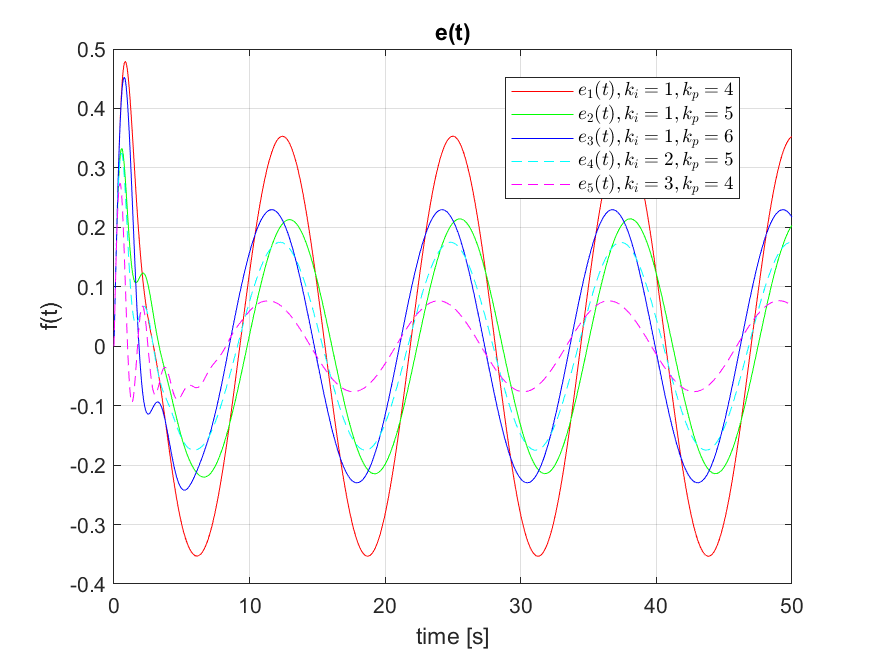 e(t)
0.5
0.4
0.3
0.2
0.1
0
-0.1
-0.2
-0.3
-0.4
f(t)
e₁(t), kᵢ = 1, kₚ = 4
e₂(t), kᵢ = 1, kₚ = 5
e₃(t), kᵢ = 1, kₚ = 6
e₄(t), kᵢ = 2, kₚ = 5
e₅(t), kᵢ = 3, kₚ = 4
0 10 20 30 40 50
time [s]